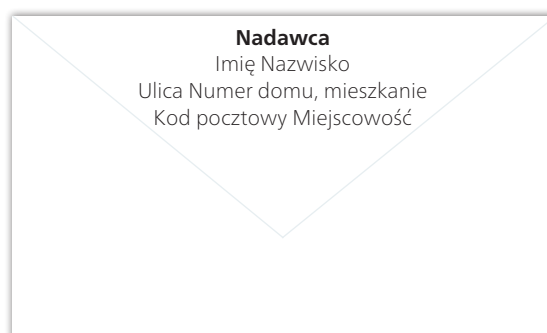 Nadawca
Imię Nazwisko
Ulica Numer domu, mieszkanie
Kod pocztowy Miejscowość